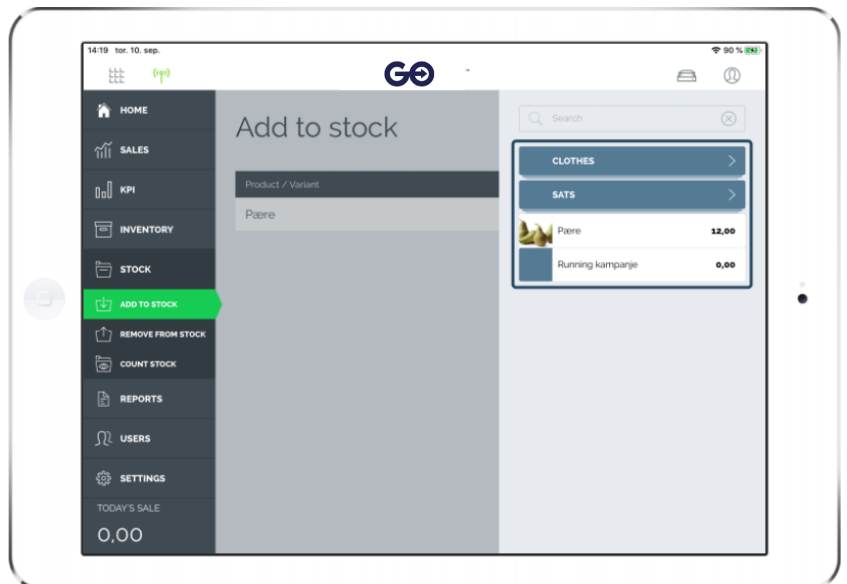 14:19 tor. 10. sep.
90 %
GO
HOME
SALES
KPI
INVENTORY
STOCK
ADD TO STOCK
REMOVE FROM STOCK
COUNT STOCK
REPORTS
USERS
SETTINGS
TODAY'S SALE
0,00
Add to stock
Product / Variant
Pære
Search
CLOTHES
SATS
Pære 12,00
Running kampanje 0,00